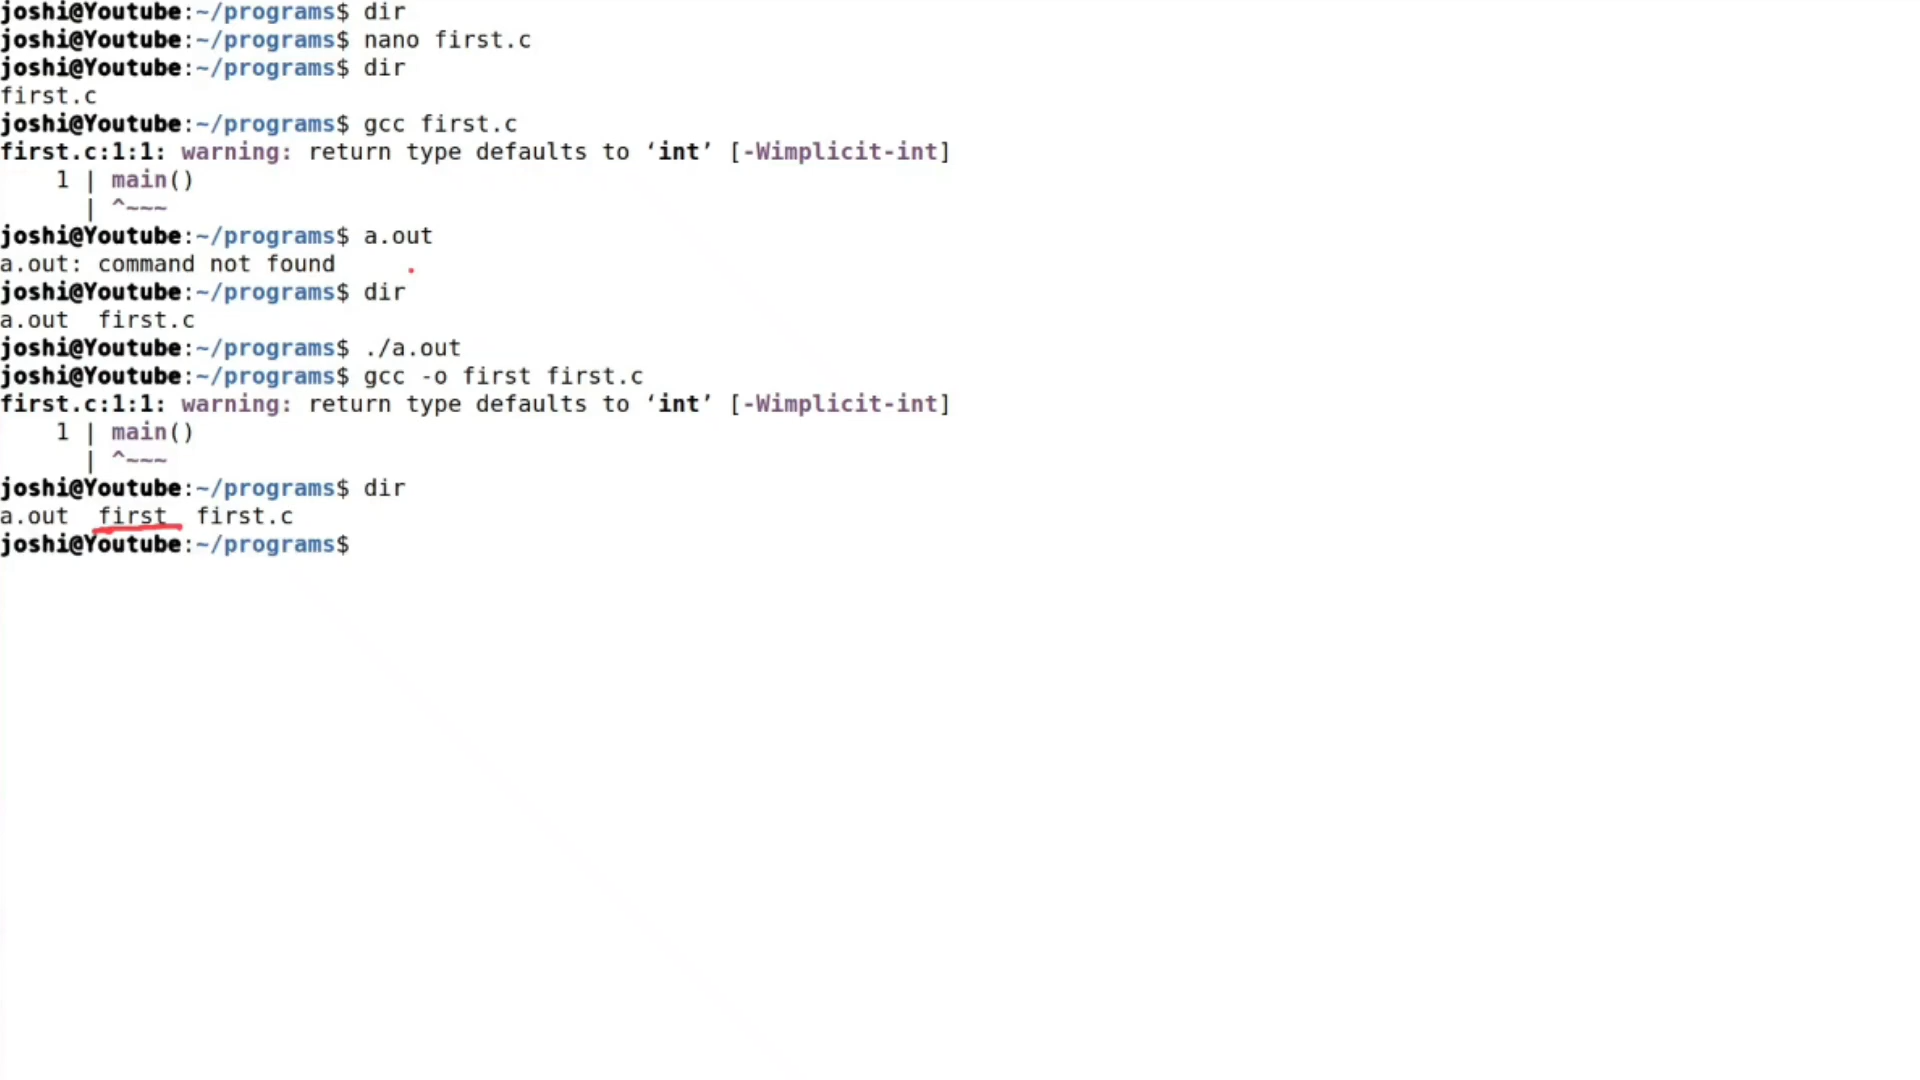 joshi@Youtube:~/programs$ dir
joshi@Youtube:~/programs$ nano first.c
joshi@Youtube:~/programs$ dir
first.c
joshi@Youtube:~/programs$ gcc first.c
first.c:1:1: warning: return type defaults to ‘int’ [-Wimplicit-int]
    1 | main()
      | ^~~~
joshi@Youtube:~/programs$ a.out
a.out: command not found
joshi@Youtube:~/programs$ dir
a.out  first.c
joshi@Youtube:~/programs$ ./a.out
joshi@Youtube:~/programs$ gcc -o first first.c
first.c:1:1: warning: return type defaults to ‘int’ [-Wimplicit-int]
    1 | main()
      | ^~~~
joshi@Youtube:~/programs$ dir
a.out  first  first.c
joshi@Youtube:~/programs$